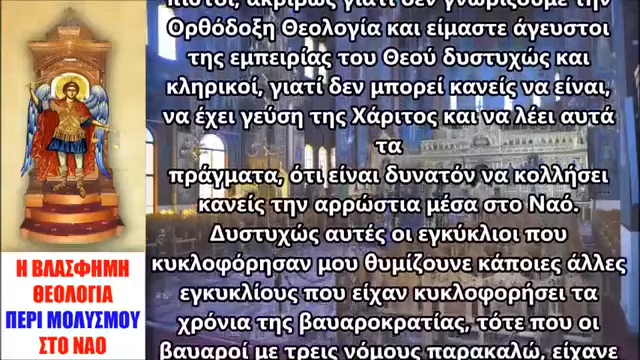 πιστοί, ακριβώς γιατί δεν γνωρίζουμε την
Ορθόδοξη Θεολογία και είμαστε άγευστοι
της εμπειρίας του Θεού δυστυχώς και
κληρικοί, γιατί δεν μπορεί κανείς να είναι,
να έχει γεύση της Χάριτος και να λέει αυτά
τα
πράγματα, ότι είναι δυνατόν να κολλήσει
κανείς την αρρώστια μέσα στο Ναό.
Δυστυχώς αυτές οι εγκύκλιοι που
κυκλοφόρησαν μου θυμίζουνε κάποιες άλλες
εγκυκλίους που είχαν κυκλοφορήσει τα
χρόνια της βαυαροκρατίας, τότε που οι
βαυαροί με τρεις νόμους παρακαλώ, είχανε
Η ΒΛΑΣΦΗΜΗ
ΘΕΟΛΟΓΙΑ
ΠΕΡΙ ΜΟΛΥΣΜΟΥ
ΣΤΟ ΝΑΟ